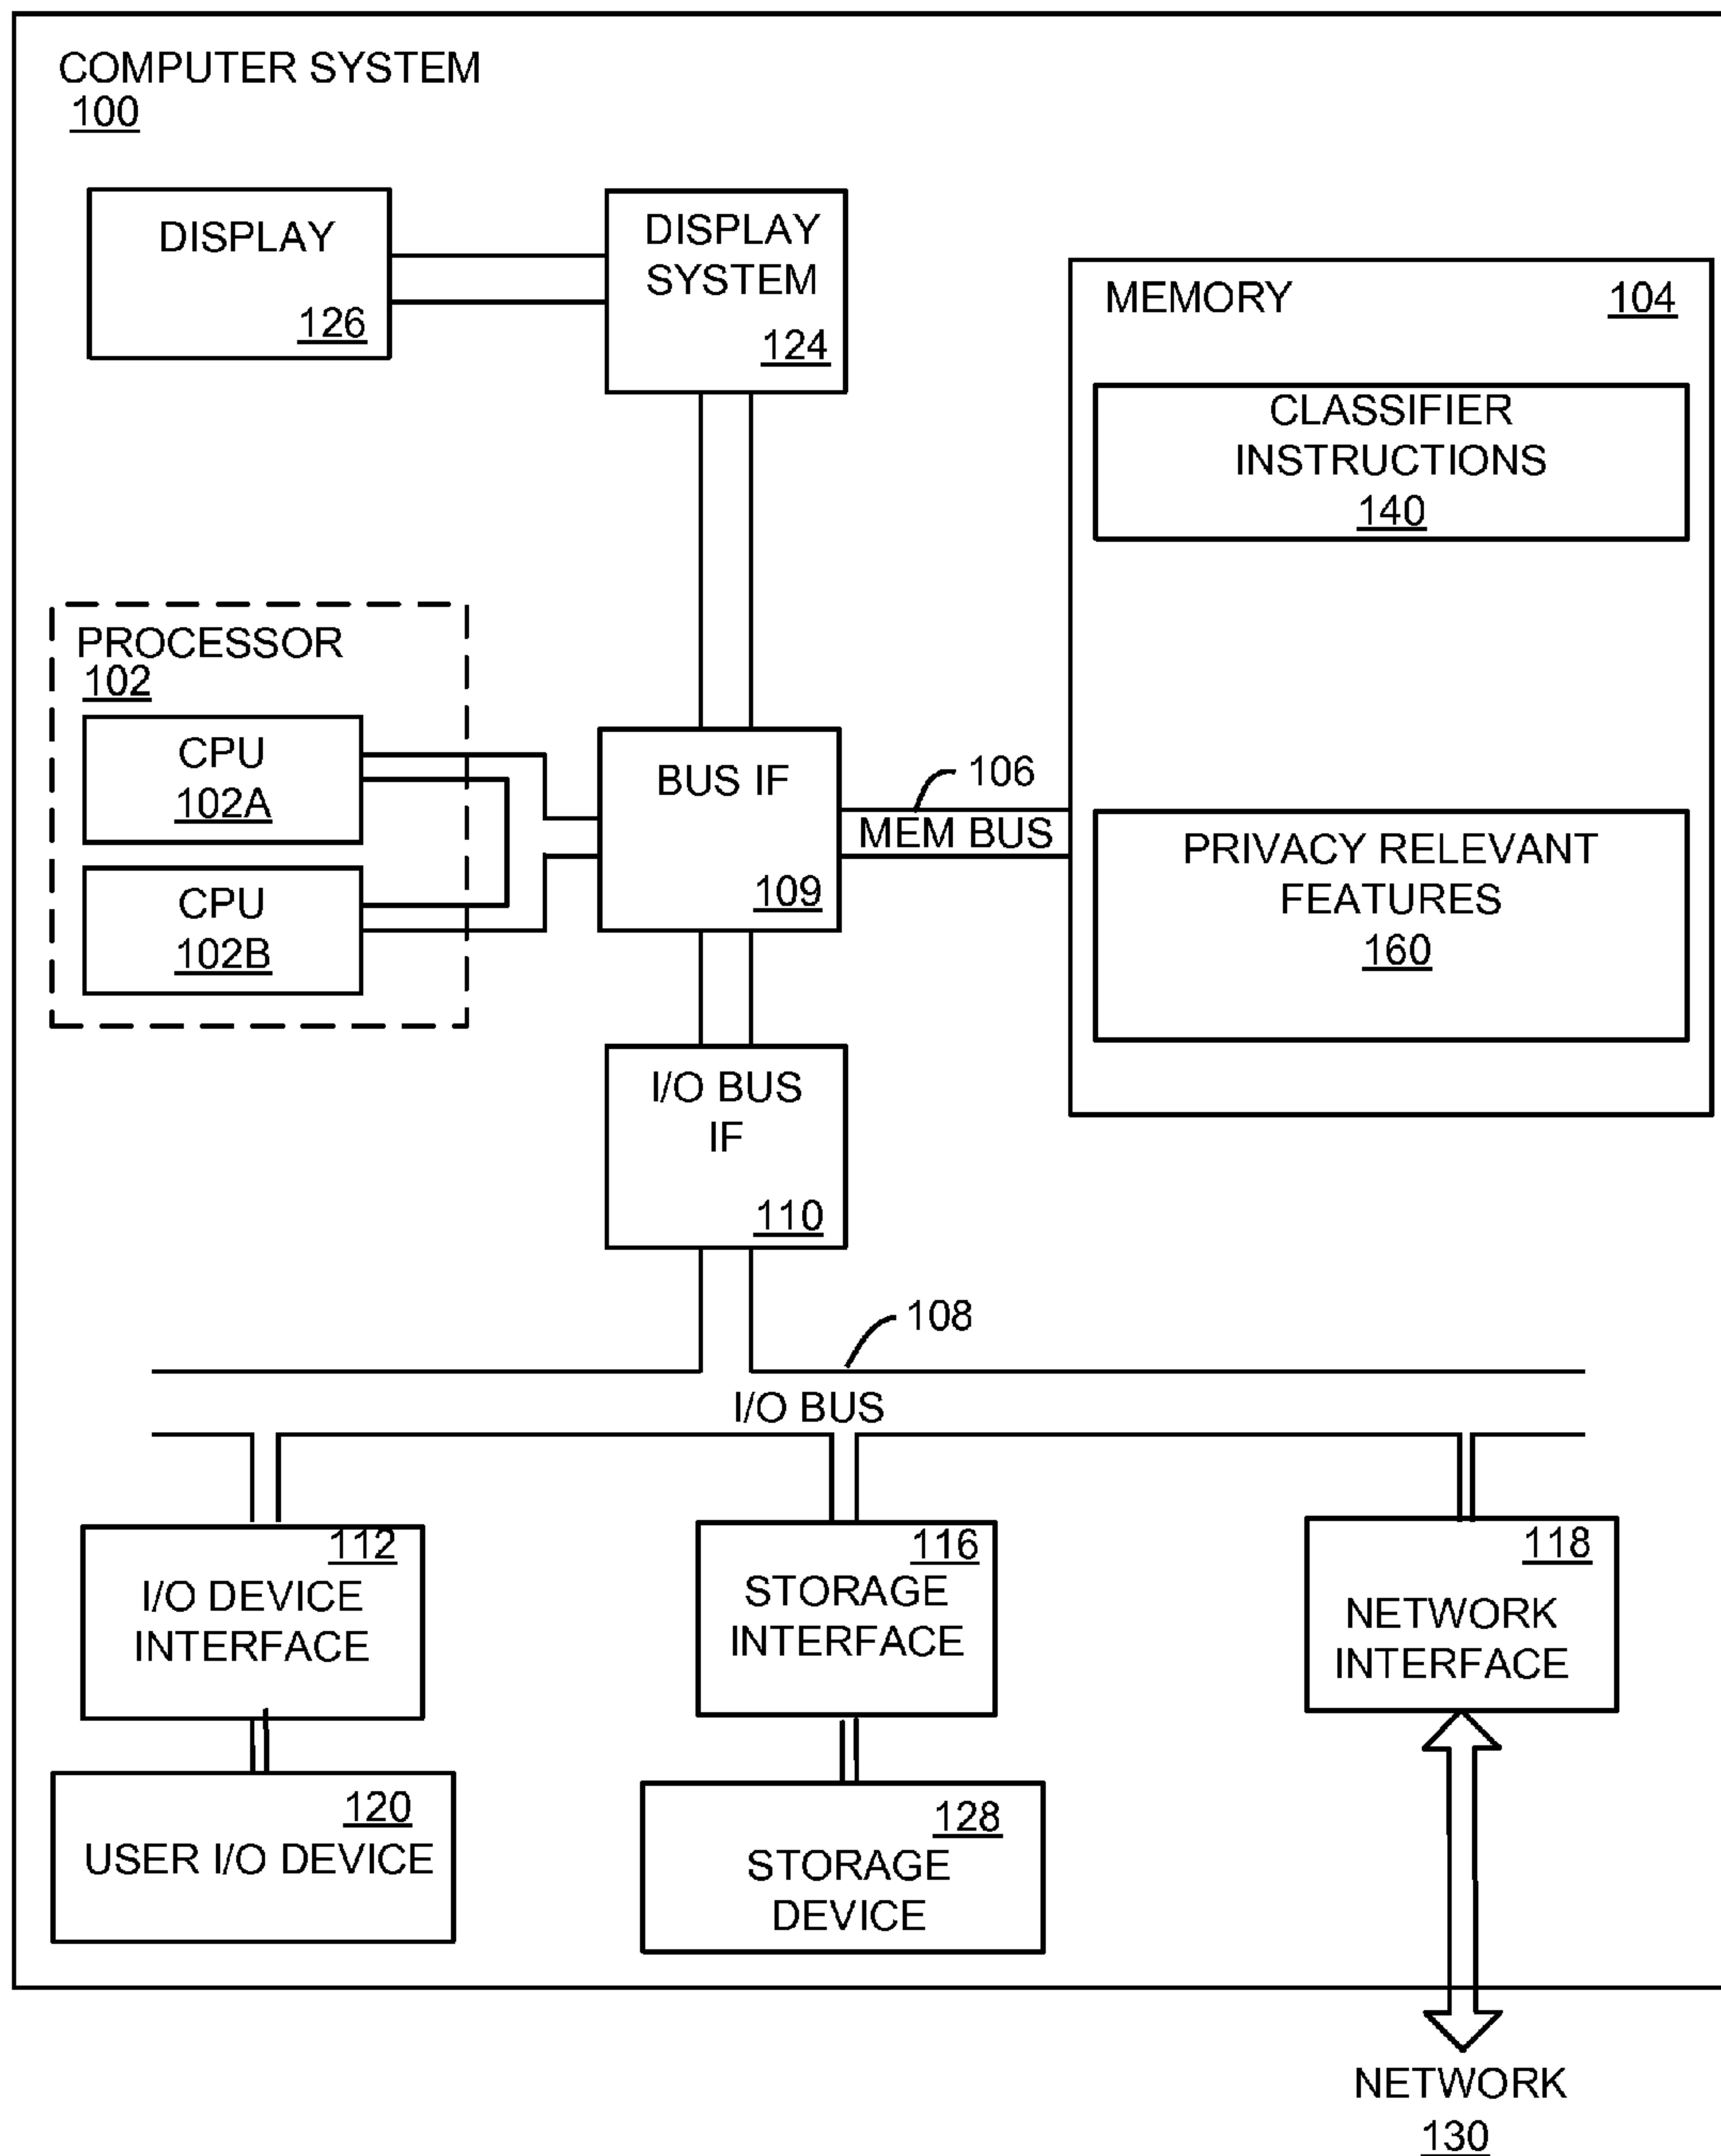 COMPUTER SYSTEM
100
DISPLAY
126
DISPLAY
SYSTEM
124
MEMORY 104
CLASSIFIER
INSTRUCTIONS
140
PROCESSOR
102
CPU
102A
CPU
102B
BUS IF
109
106
MEM BUS
PRIVACY RELEVANT
FEATURES
160
I/O BUS
IF
110
108
I/O BUS
112
I/O DEVICE
INTERFACE
116
STORAGE
INTERFACE
118
NETWORK
INTERFACE
120
USER I/O DEVICE
128
STORAGE
DEVICE
NETWORK
130